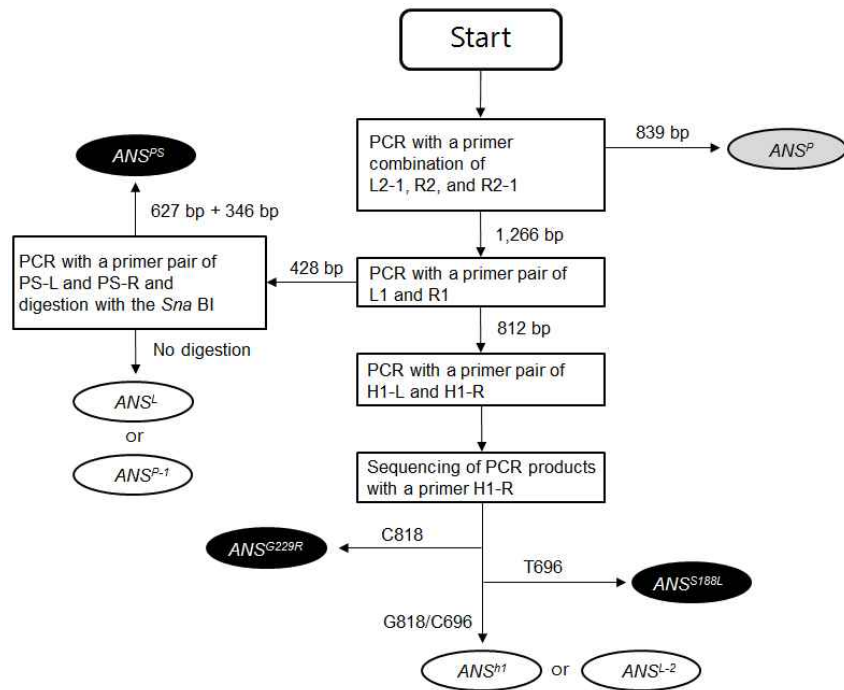 Start
PCR with a primer
combination of
L2-1, R2, and R2-1
839 bp
ANS^P
ANS^PS
627 bp + 346 bp
1,266 bp
PCR with a primer pair of
PS-L and PS-R and
digestion with the Sna BI
428 bp
PCR with a primer pair of
L1 and R1
812 bp
No digestion
PCR with a primer pair of
H1-L and H1-R
ANS^L
or
ANS^P-1
Sequencing of PCR products
with a primer H1-R
C818
ANS^G229R
T696
ANS^S188L
G818/C696
ANS^h1 or ANS^L-2